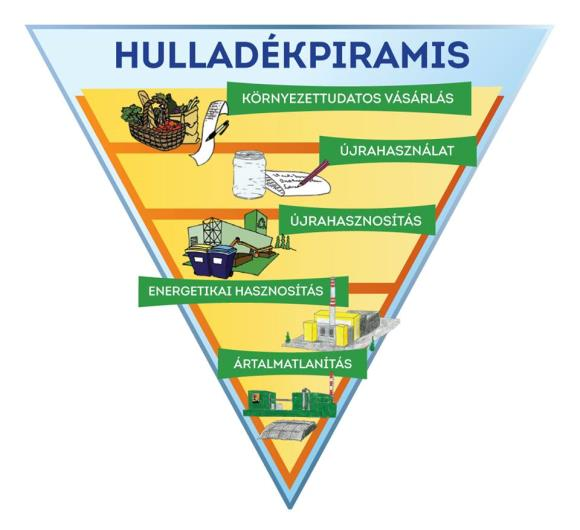 HULLADÉKPIRAMIS
KÖRNYEZETTUDATOS VÁSÁRLÁS
ÚJRAHASZNÁLAT
ÚJRAHASZNOSÍTÁS
ENERGETIKAI HASZNOSÍTÁS
ÁRTALMATLANÍTÁS